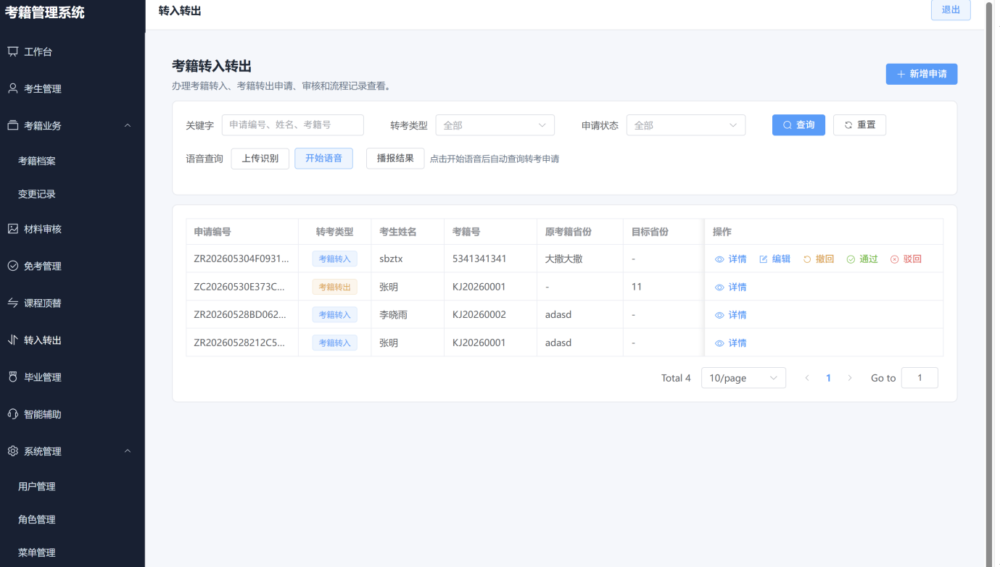 考籍管理系统
转入转出
退出
工作台
考生管理
考籍业务
考籍档案
变更记录
材料审核
免考管理
课程顶替
转入转出
毕业管理
智能辅助
系统管理
用户管理
角色管理
菜单管理
考籍转入转出
办理考籍转入、考籍转出申请、审核和流程记录查看。
新增申请
关键字 申请编号、姓名、考籍号 转考类型 全部 申请状态 全部 查询 重置
语音查询 上传识别 开始语音 播报结果 点击开始语音后自动查询转考申请
申请编号 转考类型 考生姓名 考籍号 原考籍省份 目标省份 操作
ZR202605304F0931... 考籍转入 sbztx 5341341341 大撒大撒 - 详情 编辑 撤回 通过 驳回
ZC20260530E373C... 考籍转出 张明 KJ20260001 - 11 详情
ZR20260528BD062... 考籍转入 李晓雨 KJ20260002 adasd - 详情
ZR20260528212C5... 考籍转入 张明 KJ20260001 adasd - 详情
Total 4 10/page 1 Go to 1